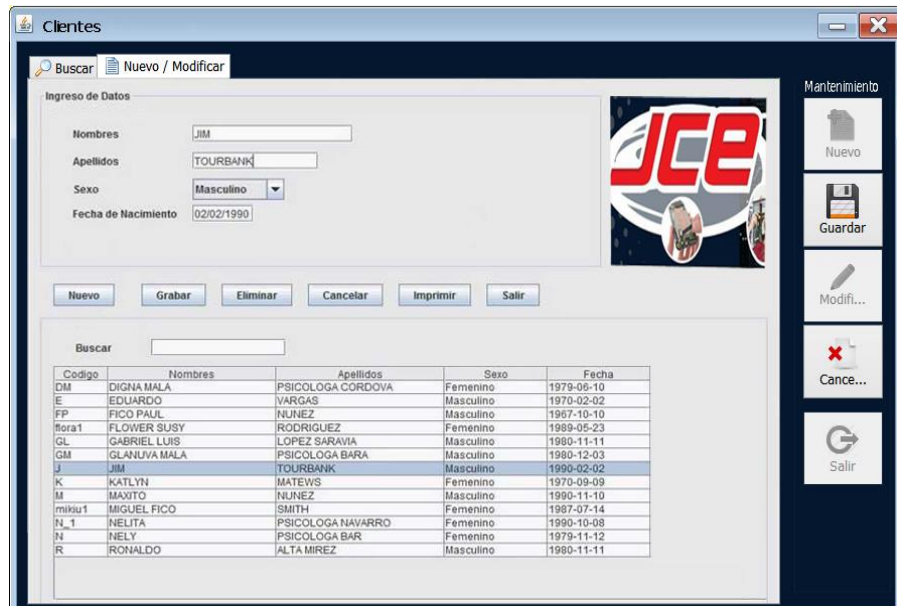 Clientes
Buscar
Nuevo / Modificar
Ingreso de Datos
Nombres JIM
Apellidos TOURBANK
Sexo Masculino
Fecha de Nacimiento 02/02/1990
JCE
Mantenimiento
Nuevo
Guardar
Modifi...
Cance...
Salir
Nuevo Grabar Eliminar Cancelar Imprimir Salir
Buscar
Codigo Nombres Apellidos Sexo Fecha
DM DIGNA MALA PSICOLOGA CORDOVA Femenino 1979-06-10
E EDUARDO VARGAS Masculino 1970-02-02
FP FICO PAUL NUNEZ Masculino 1967-10-10
flora1 FLOWER SUSY RODRIGUEZ Femenino 1989-05-23
GL GABRIEL LUIS LOPEZ SARAVIA Masculino 1980-11-11
GM GLANUVA MALA PSICOLOGA BARA Masculino 1980-12-03
J JIM TOURBANK Masculino 1990-02-02
K KATLYN MATEWS Femenino 1970-09-09
M MAXITO NUNEZ Masculino 1990-11-10
mikiu1 MIGUEL FICO SMITH Femenino 1987-07-14
N_1 NELITA PSICOLOGA NAVARRO Femenino 1990-10-08
N NELY PSICOLOGA BAR Femenino 1979-11-12
R RONALDO ALTA MIREZ Masculino 1980-11-11